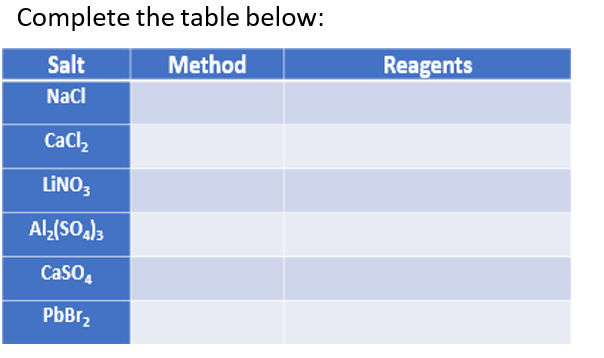 Complete the table below:
Salt Method Reagents
NaCl
CaCl₂
LiNO₃
Al₂(SO₄)₃
CaSO₄
PbBr₂